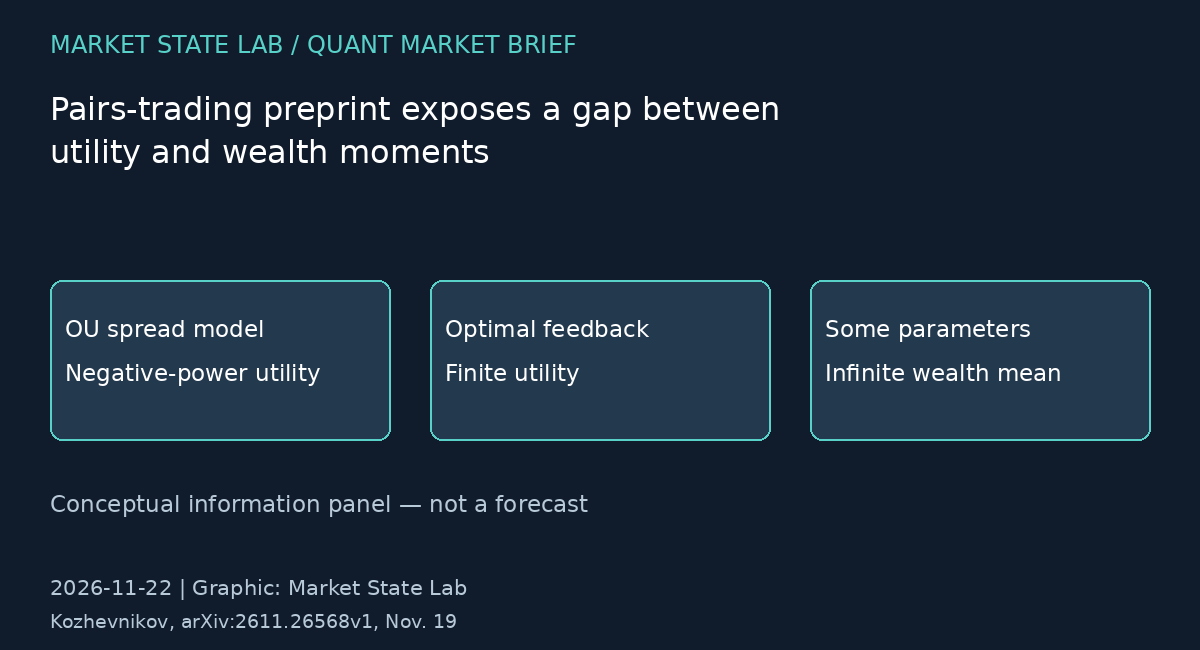 MARKET STATE LAB / QUANT MARKET BRIEF
Pairs-trading preprint exposes a gap between
utility and wealth moments
OU spread model
Negative-power utility
Optimal feedback
Finite utility
Some parameters
Infinite wealth mean
Conceptual information panel — not a forecast
2026-11-22 | Graphic: Market State Lab
Kozhevnikov, arXiv:2611.26568v1, Nov. 19